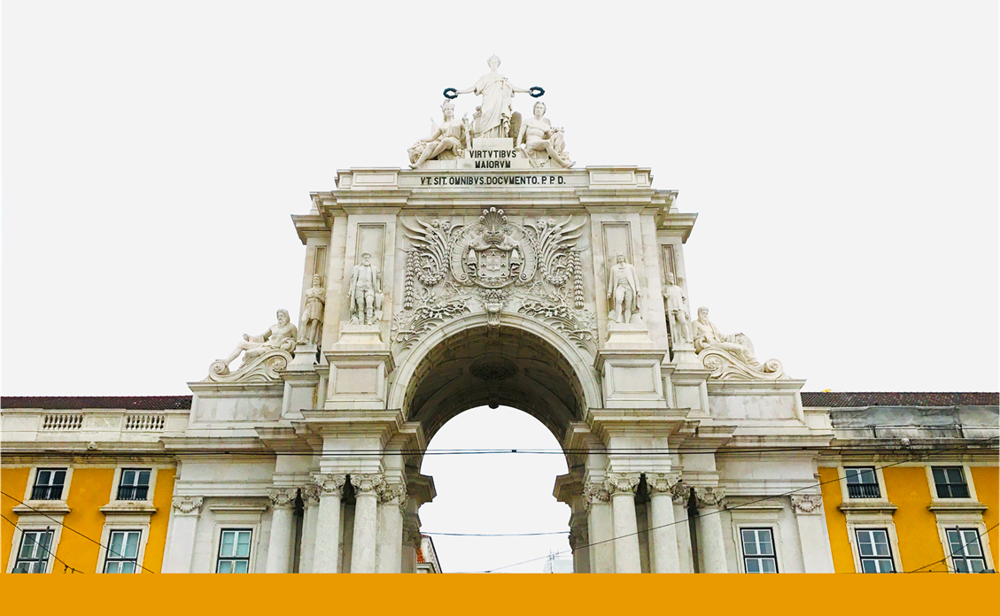 VIRTVTIBVS
MAIORVM
VT. SIT. OMNIBVS. DOCVMENTO. P. P. D.